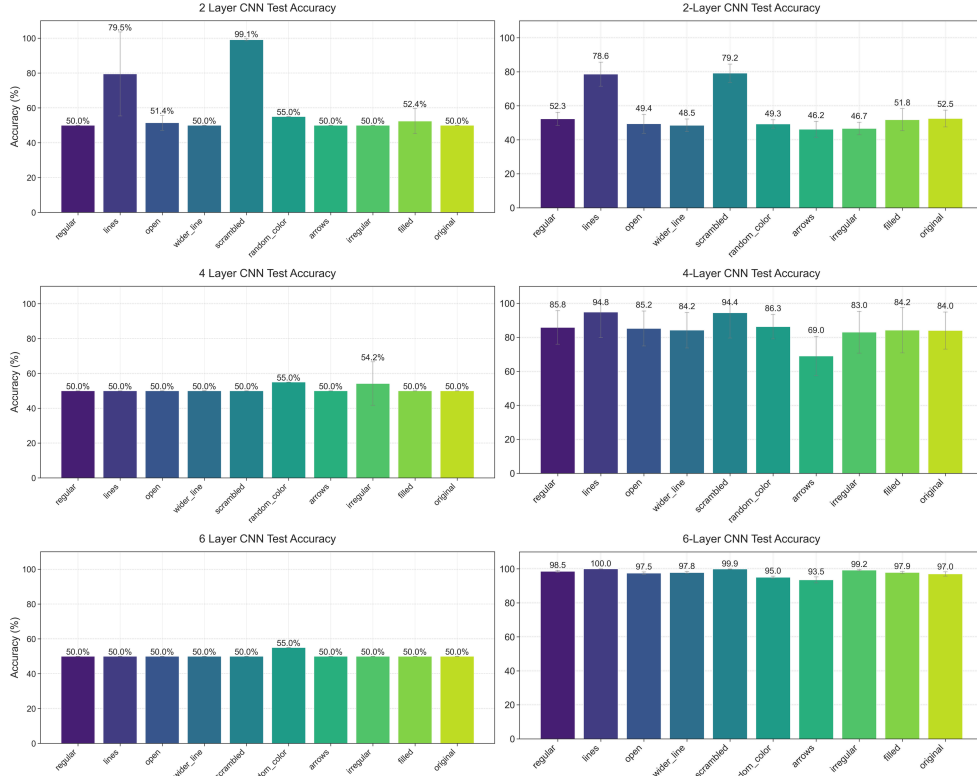 2 Layer CNN Test Accuracy
Accuracy (%)
100
80
60
40
20
0
50.0%
79.5%
51.4%
50.0%
99.1%
55.0%
50.0%
50.0%
52.4%
50.0%
regular
lines
open
wider_line
scrambled
random_color
arrows
irregular
filled
original
2-Layer CNN Test Accuracy
100
80
60
40
20
0
52.3
78.6
49.4
48.5
79.2
49.3
46.2
46.7
51.8
52.5
regular
lines
open
wider_line
scrambled
random_color
arrows
irregular
filled
original
4 Layer CNN Test Accuracy
Accuracy (%)
100
80
60
40
20
0
50.0%
50.0%
50.0%
50.0%
50.0%
55.0%
50.0%
54.2%
50.0%
50.0%
regular
lines
open
wider_line
scrambled
random_color
arrows
irregular
filled
original
4-Layer CNN Test Accuracy
100
80
60
40
20
0
85.8
94.8
85.2
84.2
94.4
86.3
69.0
83.0
84.2
84.0
regular
lines
open
wider_line
scrambled
random_color
arrows
irregular
filled
original
6 Layer CNN Test Accuracy
Accuracy (%)
100
80
60
40
20
0
50.0%
50.0%
50.0%
50.0%
50.0%
55.0%
50.0%
50.0%
50.0%
50.0%
regular
lines
open
wider_line
scrambled
random_color
arrows
irregular
filled
original
6-Layer CNN Test Accuracy
100
80
60
40
20
0
98.5
100.0
97.5
97.8
99.9
95.0
93.5
99.2
97.9
97.0
regular
lines
open
wider_line
scrambled
dom_color
arrows
irregular
filled
original